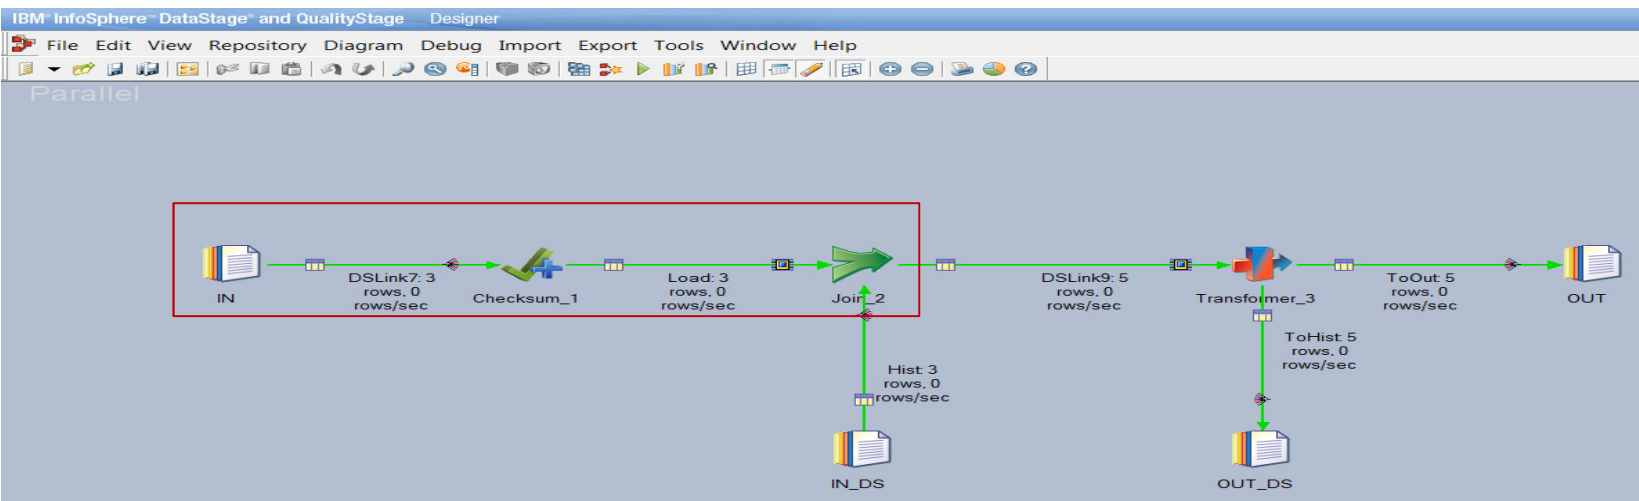 IBM® InfoSphere™ DataStage® and QualityStage Designer
File Edit View Repository Diagram Debug Import Export Tools Window Help
Parallel
IN
DSLink7: 3
rows, 0
rows/sec
Checksum_1
Load: 3
rows, 0
rows/sec
Join_2
DSLink9: 5
rows, 0
rows/sec
Transformer_3
ToOut: 5
rows, 0
rows/sec
OUT
Hist: 3
rows, 0
rows/sec
ToHist: 5
rows, 0
rows/sec
IN_DS
OUT_DS